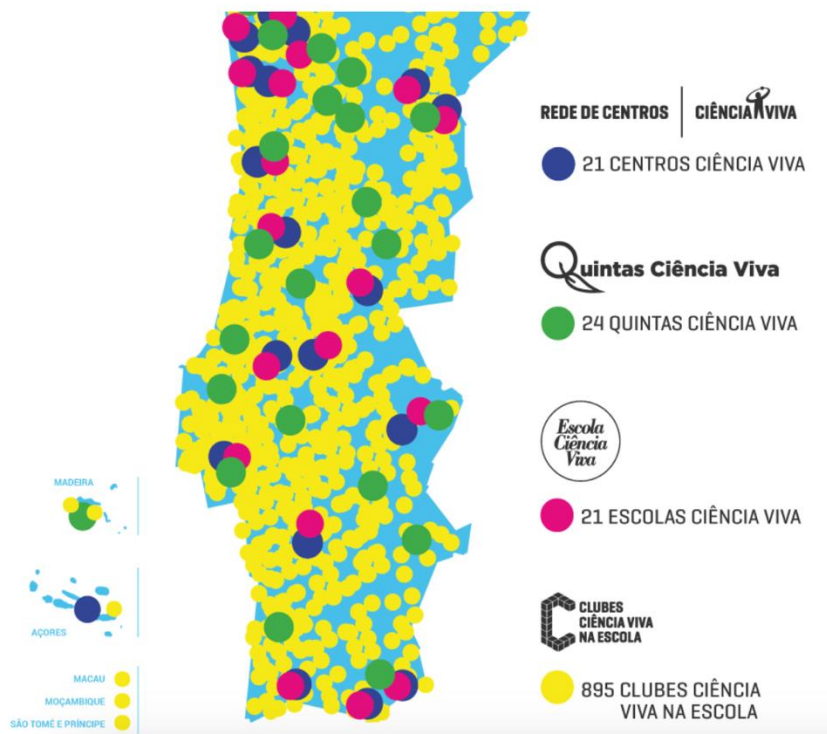 REDE DE CENTROS CIÊNCIA VIVA
21 CENTROS CIÊNCIA VIVA
Quintas Ciência Viva
24 QUINTAS CIÊNCIA VIVA
Escola
Ciência
Viva
21 ESCOLAS CIÊNCIA VIVA
CLUBES
CIÊNCIA VIVA
NA ESCOLA
895 CLUBES CIÊNCIA
VIVA NA ESCOLA
MADEIRA
AÇORES
MACAU
MOÇAMBIQUE
SÃO TOMÉ E PRÍNCIPE